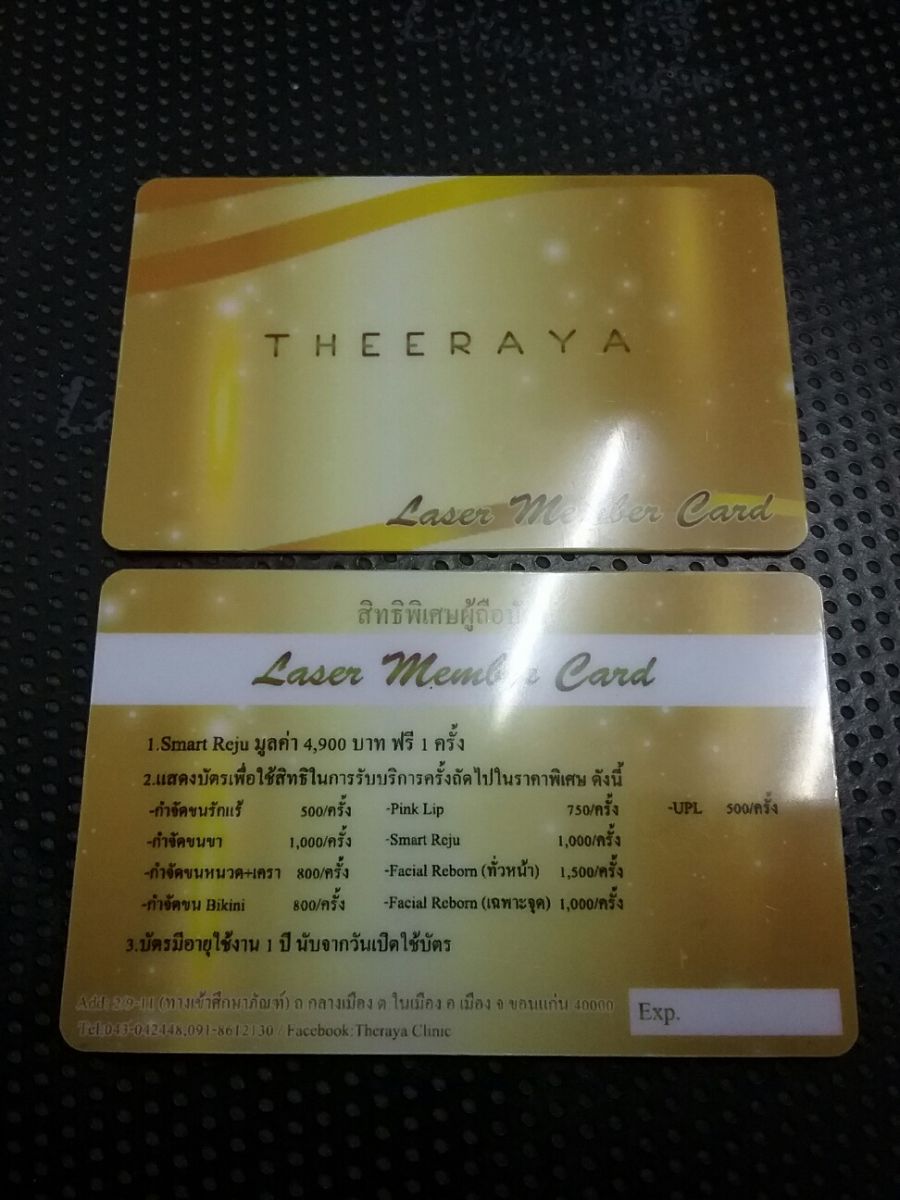 THEERAYA
Laser Member Card
สิทธิพิเศษผู้ถือ
Laser Member Card
1.Smart Reju มูลค่า 4,900 บาท ฟรี 1 ครั้ง
2.แสดงบัตรเพื่อใช้สิทธิในการรับบริการครั้งถัดไปในราคาพิเศษ ดังนี้
-กำจัดขนรักแร้ 500/ครั้ง -Pink Lip 750/ครั้ง -UPL 500/ครั้ง
-กำจัดขนขา 1,000/ครั้ง -Smart Reju 1,000/ครั้ง
-กำจัดขนหนวด+เครา 800/ครั้ง -Facial Reborn (ทั่วหน้า) 1,500/ครั้ง
-กำจัดขน Bikini 800/ครั้ง -Facial Reborn (เฉพาะจุด) 1,000/ครั้ง
3.บัตรมีอายุใช้งาน 1 ปี นับจากวันเปิดใช้บัตร
Add: 2/9-11 (ทางเข้าศึกษาภัณฑ์) ถ กลางเมือง ต ในเมือง อ เมือง จ ขอนแก่น 40000
Tel.043-042448,091-8612130 / Facebook:Theraya Clinic
Exp.